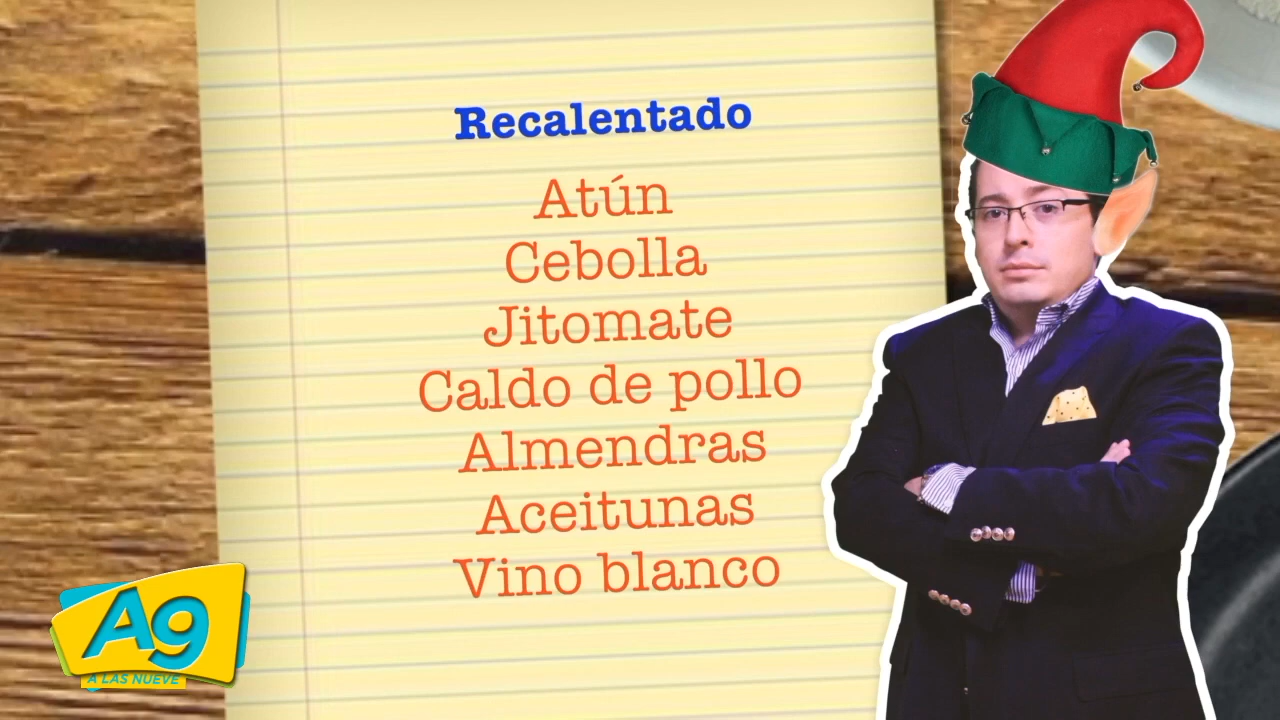 Recalentado
Atún
Cebolla
Jitomate
Caldo de pollo
Almendras
Aceitunas
Vino blanco
A9
A LAS NUEVE